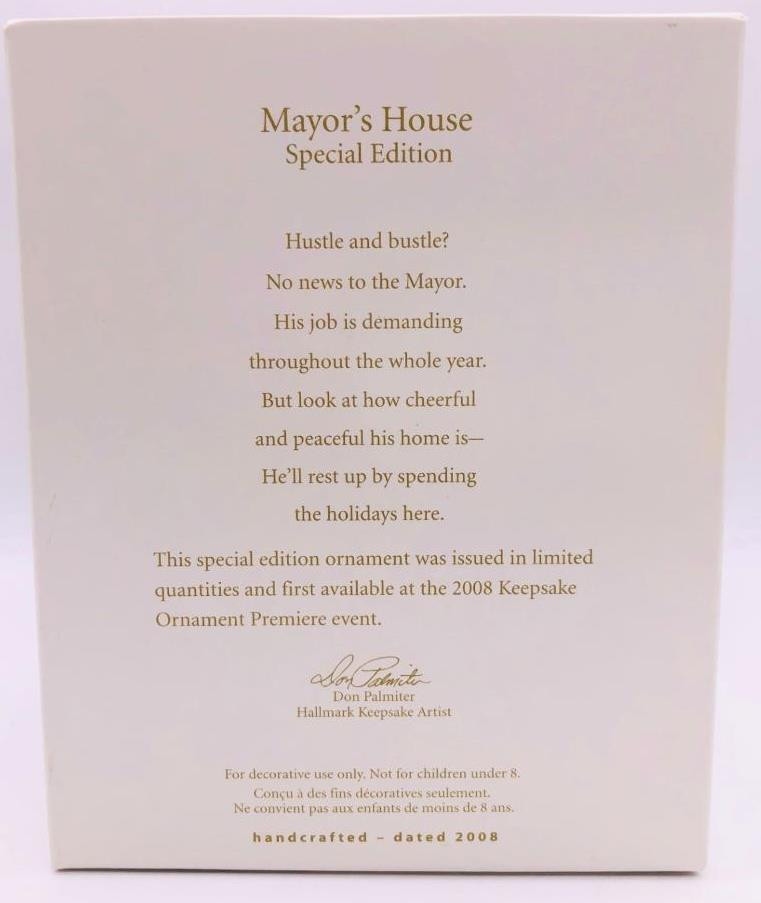 Mayor's House
Special Edition
Hustle and bustle?
No news to the Mayor.
His job is demanding
throughout the whole year.
But look at how cheerful
and peaceful his home is—
He'll rest up by spending
the holidays here.
This special edition ornament was issued in limited
quantities and first available at the 2008 Keepsake
Ornament Premiere event.
Don Palmiter
Don Palmiter
Hallmark Keepsake Artist
For decorative use only. Not for children under 8.
Conçu à des fins décoratives seulement.
Ne convient pas aux enfants de moins de 8 ans.
handcrafted – dated 2008